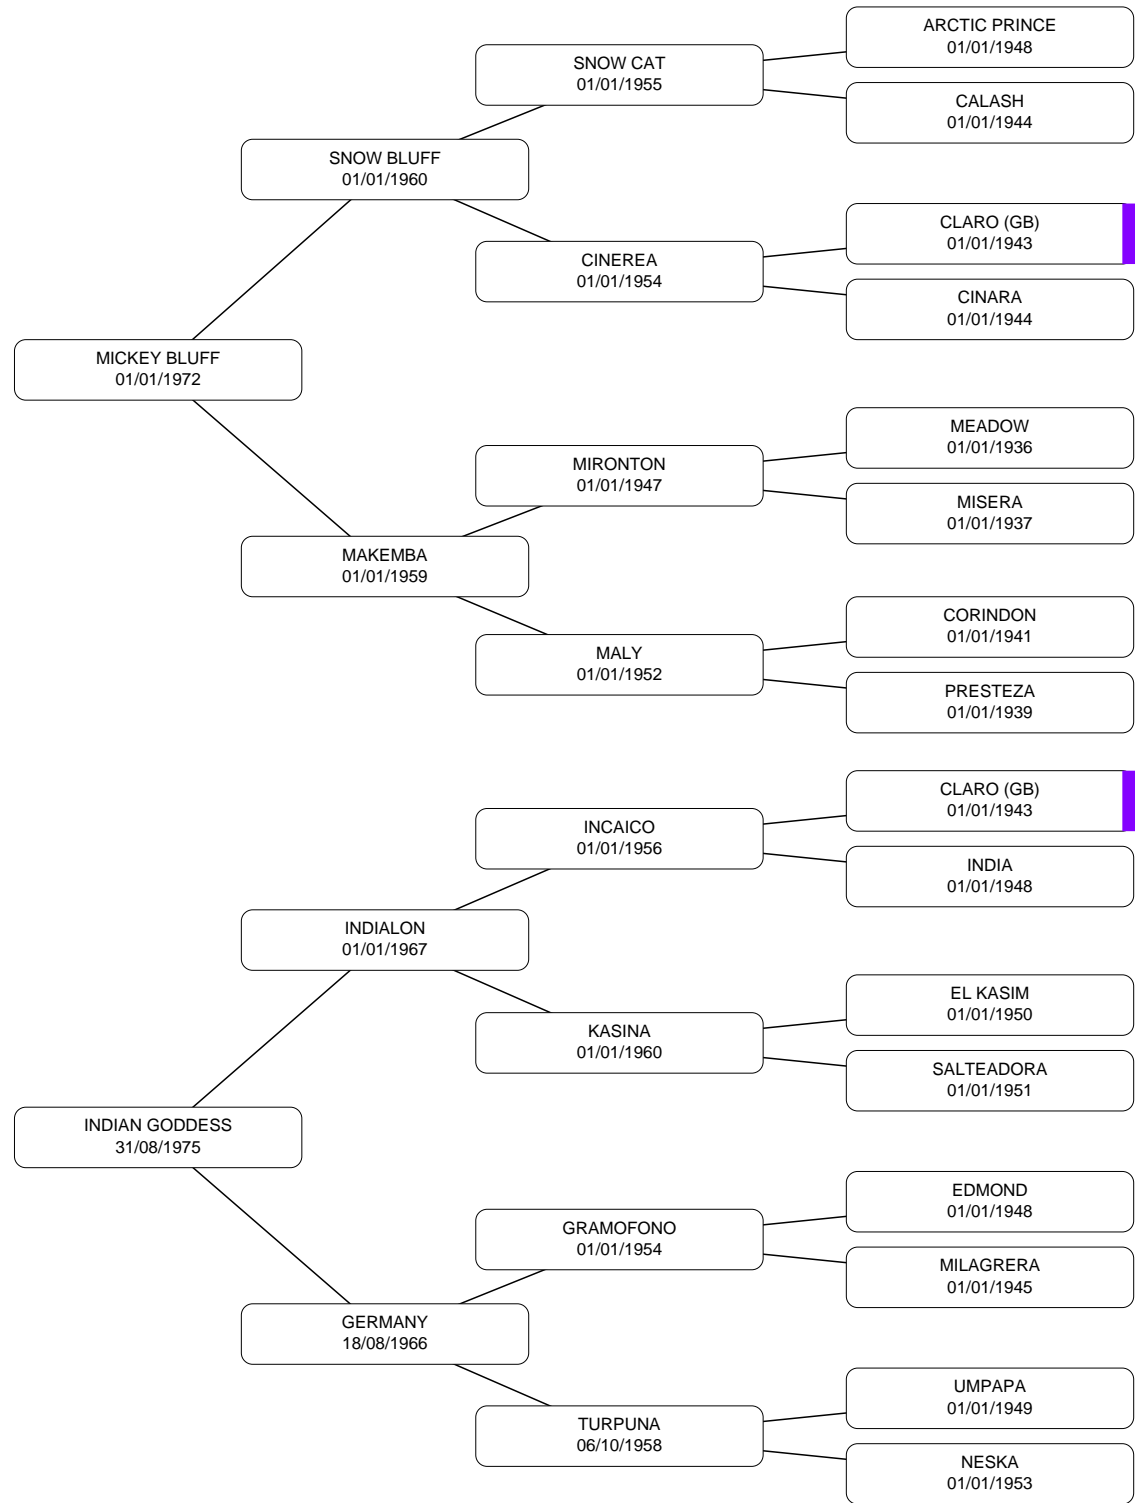 ARCTIC PRINCE
01/01/1948
SNOW CAT
01/01/1955
CALASH
01/01/1944
SNOW BLUFF
01/01/1960
CLARO (GB)
01/01/1943
CINEREA
01/01/1954
CINARA
01/01/1944
MICKEY BLUFF
01/01/1972
MEADOW
01/01/1936
MIRONTON
01/01/1947
MISERA
01/01/1937
MAKEMBA
01/01/1959
CORINDON
01/01/1941
MALY
01/01/1952
PRESTEZA
01/01/1939
CLARO (GB)
01/01/1943
INCAICO
01/01/1956
INDIA
01/01/1948
INDIALON
01/01/1967
EL KASIM
01/01/1950
KASINA
01/01/1960
SALTEADORA
01/01/1951
INDIAN GODDESS
31/08/1975
EDMOND
01/01/1948
GRAMOFONO
01/01/1954
MILAGRERA
01/01/1945
GERMANY
18/08/1966
UMPAPA
01/01/1949
TURPUNA
06/10/1958
NESKA
01/01/1953